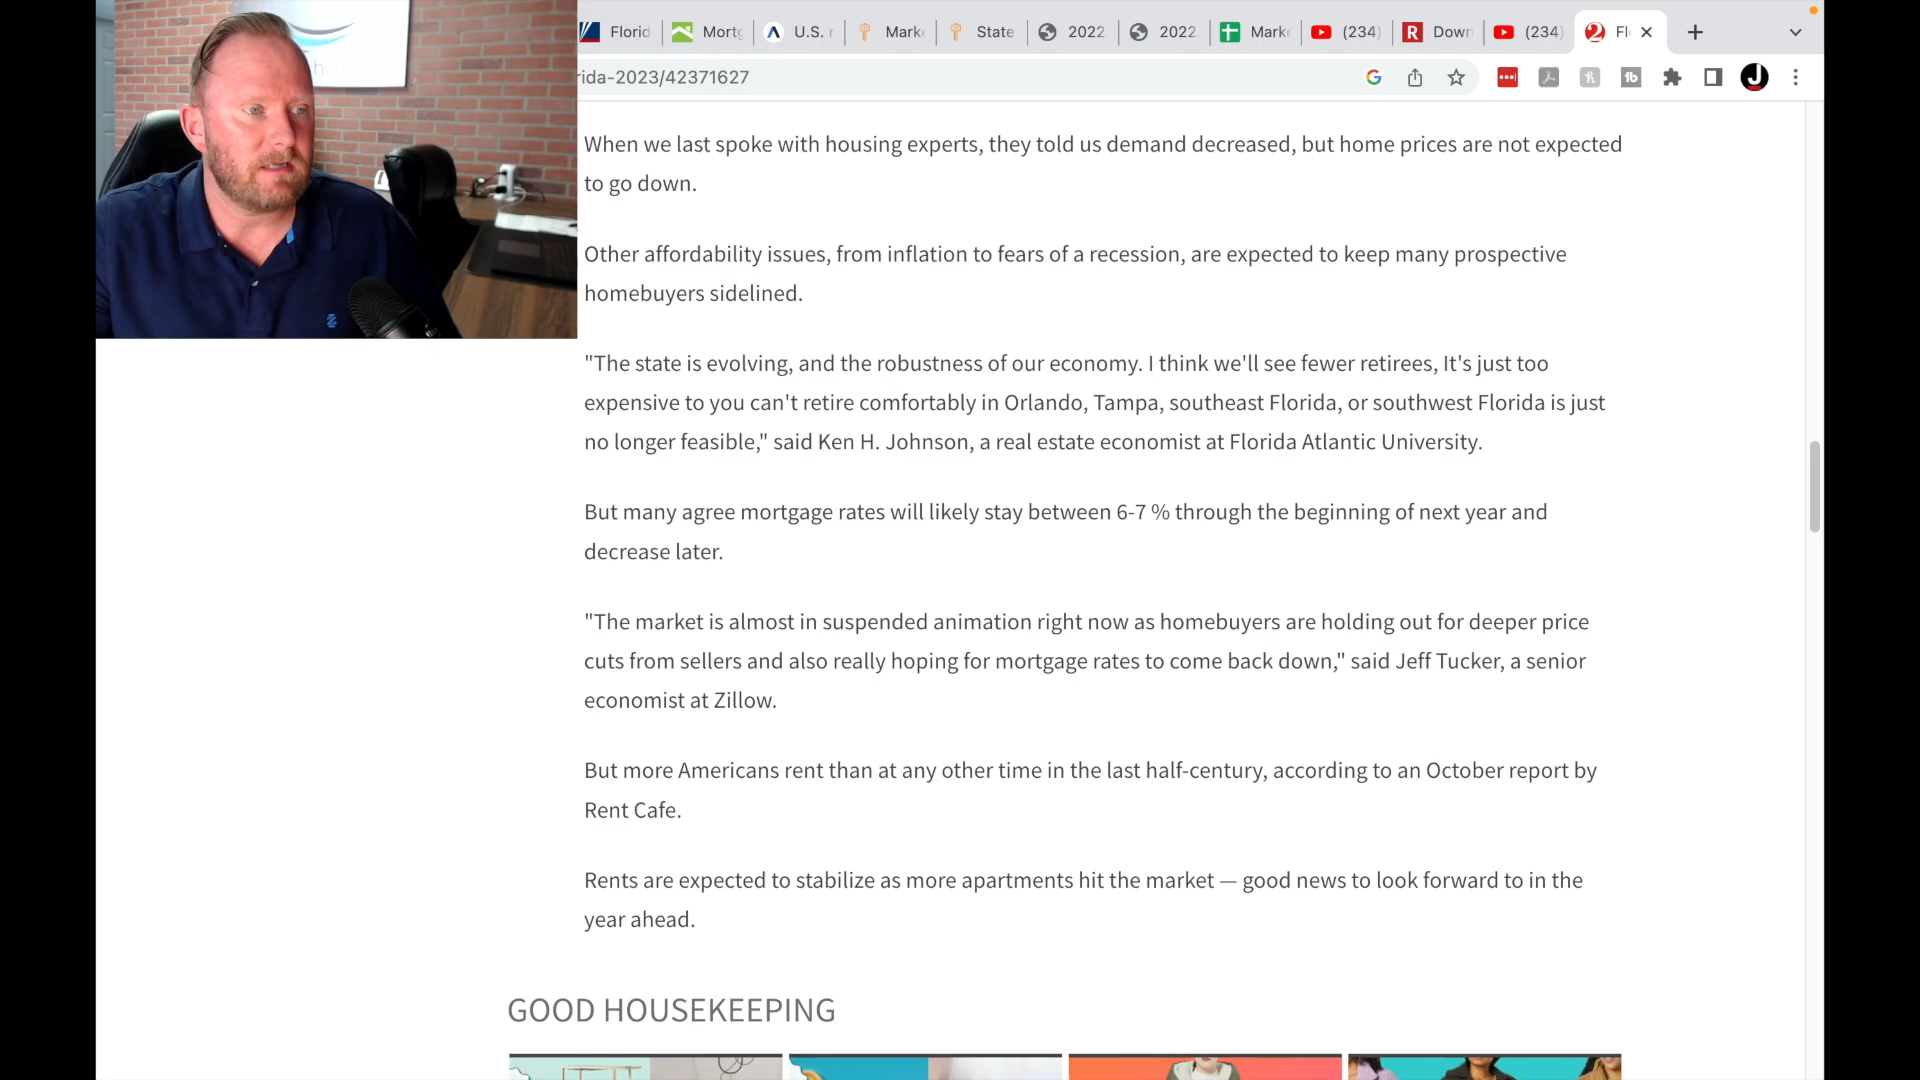 Florid
Mortg
U.S. r
Marke
State
2022
2022
Marke
(234)
Down
(234)
Fl
rida-2023/42371627
When we last spoke with housing experts, they told us demand decreased, but home prices are not expected
to go down.
Other affordability issues, from inflation to fears of a recession, are expected to keep many prospective
homebuyers sidelined.
"The state is evolving, and the robustness of our economy. I think we'll see fewer retirees, It's just too
expensive to you can't retire comfortably in Orlando, Tampa, southeast Florida, or southwest Florida is just
no longer feasible," said Ken H. Johnson, a real estate economist at Florida Atlantic University.
But many agree mortgage rates will likely stay between 6-7 % through the beginning of next year and
decrease later.
"The market is almost in suspended animation right now as homebuyers are holding out for deeper price
cuts from sellers and also really hoping for mortgage rates to come back down," said Jeff Tucker, a senior
economist at Zillow.
But more Americans rent than at any other time in the last half-century, according to an October report by
Rent Cafe.
Rents are expected to stabilize as more apartments hit the market — good news to look forward to in the
year ahead.
GOOD HOUSEKEEPING